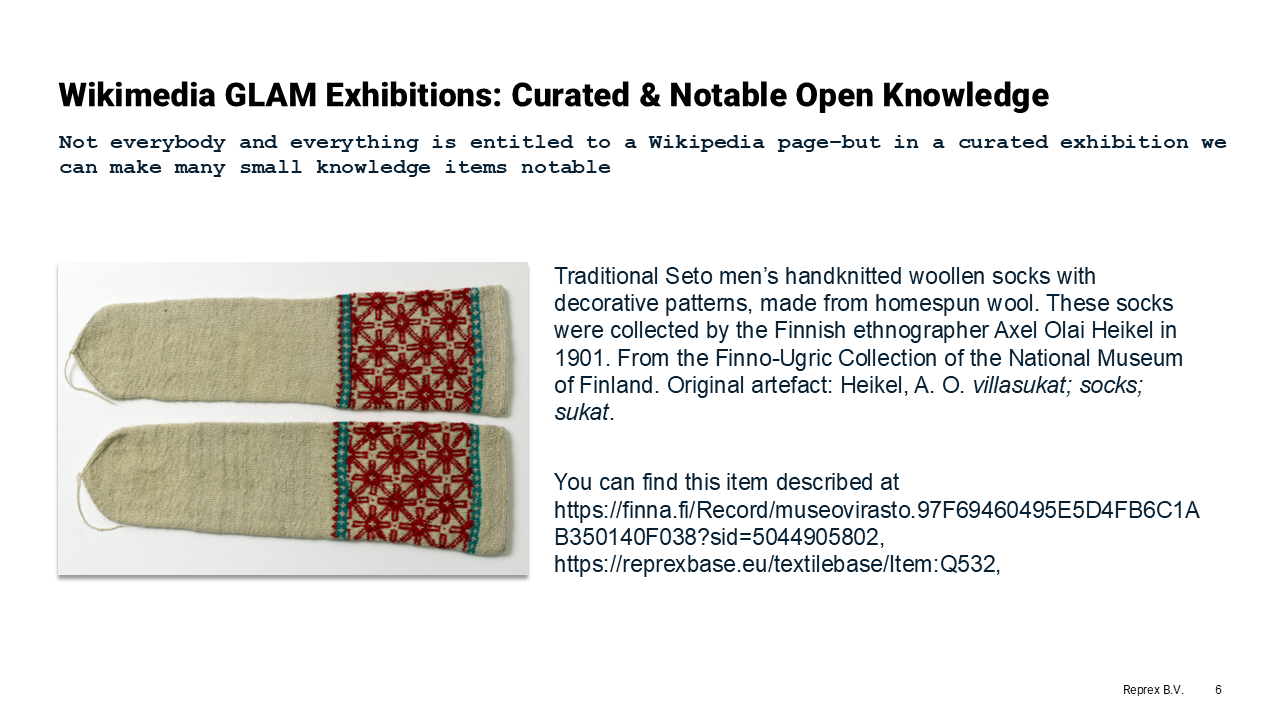 Wikimedia GLAM Exhibitions: Curated & Notable Open Knowledge
Not everybody and everything is entitled to a Wikipedia page–but in a curated exhibition we
can make many small knowledge items notable
Traditional Seto men’s handknitted woollen socks with
decorative patterns, made from homespun wool. These socks
were collected by the Finnish ethnographer Axel Olai Heikel in
1901. From the Finno-Ugric Collection of the National Museum
of Finland. Original artefact: Heikel, A. O. villasukat; socks;
sukat.
You can find this item described at
https://finna.fi/Record/museovirasto.97F69460495E5D4FB6C1A
B350140F038?sid=5044905802,
https://reprexbase.eu/textilebase/Item:Q532,
Reprex B.V. 6